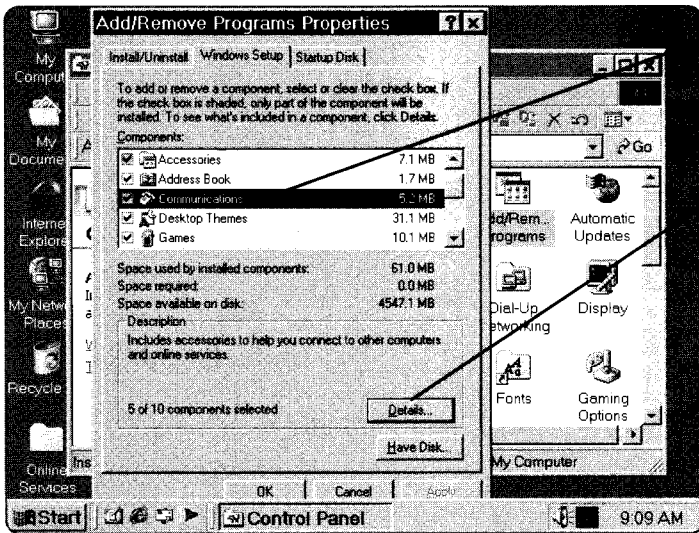 Add/Remove Programs Properties
Install/Uninstall Windows Setup Startup Disk
To add or remove a component, select or clear the check box. If
the check box is shaded, only part of the component will be
installed. To see what's included in a component, click Details.
Components:
Accessories 7.1 MB
Address Book 1.7 MB
Communications 5.2 MB
Desktop Themes 31.1 MB
Games 10.1 MB
Space used by installed components: 61.0 MB
Space required: 0.0 MB
Space available on disk: 4547.1 MB
Description
Includes accessories to help you connect to other computers
and online services.
5 of 10 components selected
Details...
Have Disk...
OK Cancel Apply
My
Comput
My
Docume
Interne
Explore
My Netw
Places
Recycle
Online
Services
Go
dd/Rem...
rograms
Automatic
Updates
Dial-Up
etworking
Display
Fonts
Gaming
Options
Ins
My Computer
Start
Control Panel
9:09 AM